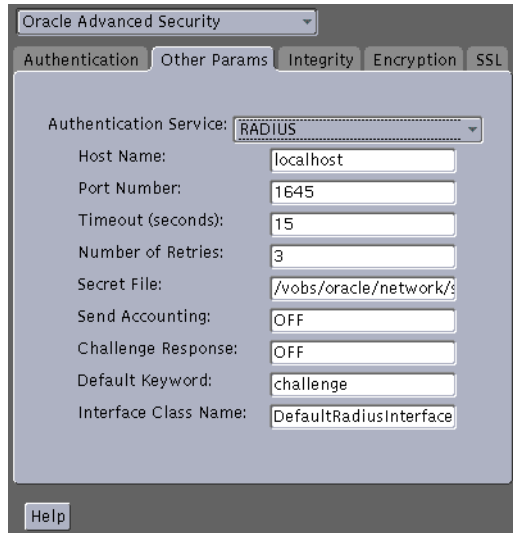 Oracle Advanced Security
Authentication Other Params Integrity Encryption SSL
Authentication Service: RADIUS
Host Name: localhost
Port Number: 1645
Timeout (seconds): 15
Number of Retries: 3
Secret File: /vobs/oracle/network/s
Send Accounting: OFF
Challenge Response: OFF
Default Keyword: challenge
Interface Class Name: DefaultRadiusInterface
Help